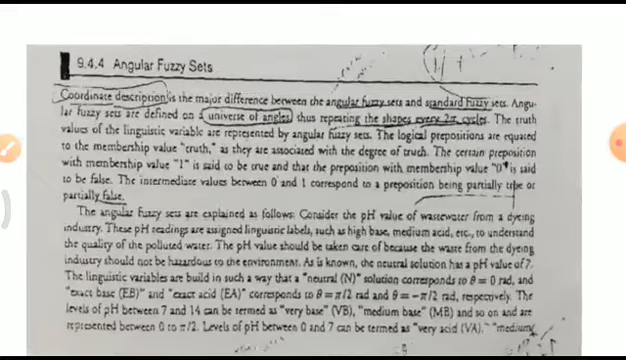 9.4.4 Angular Fuzzy Sets
Coordinate description is the major difference between the angular fuzzy sets and standard fuzzy sets. Angu-
lar fuzzy sets are defined on a universe of angles, thus repeating the shapes every 2π cycles. The truth
values of the linguistic variable are represented by angular fuzzy sets. The logical prepositions are equated
to the membership value "truth," as they are associated with the degree of truth. The certain preposition
with membership value "1" is said to be true and that the preposition with membership value "0" is said
to be false. The intermediate values between 0 and 1 correspond to a preposition being partially true or
partially false.
The angular fuzzy sets are explained as follows: Consider the pH value of wastewater from a dyeing
industry. These pH readings are assigned linguistic labels, such as high base, medium acid, etc., to understand
the quality of the polluted water. The pH value should be taken care of because the waste from the dyeing
industry should not be hazardous to the environment. As is known, the neutral solution has a pH value of 7.
The linguistic variables are build in such a way that a "neutral (N)" solution corresponds to θ = 0 rad, and
"exact base (EB)" and "exact acid (EA)" corresponds to θ = π/2 rad and θ = −π/2 rad, respectively. The
levels of pH between 7 and 14 can be termed as "very base" (VB), "medium base" (MB) and so on and are
represented between 0 to π/2. Levels of pH between 0 and 7 can be termed as "very acid (VA)," "medium